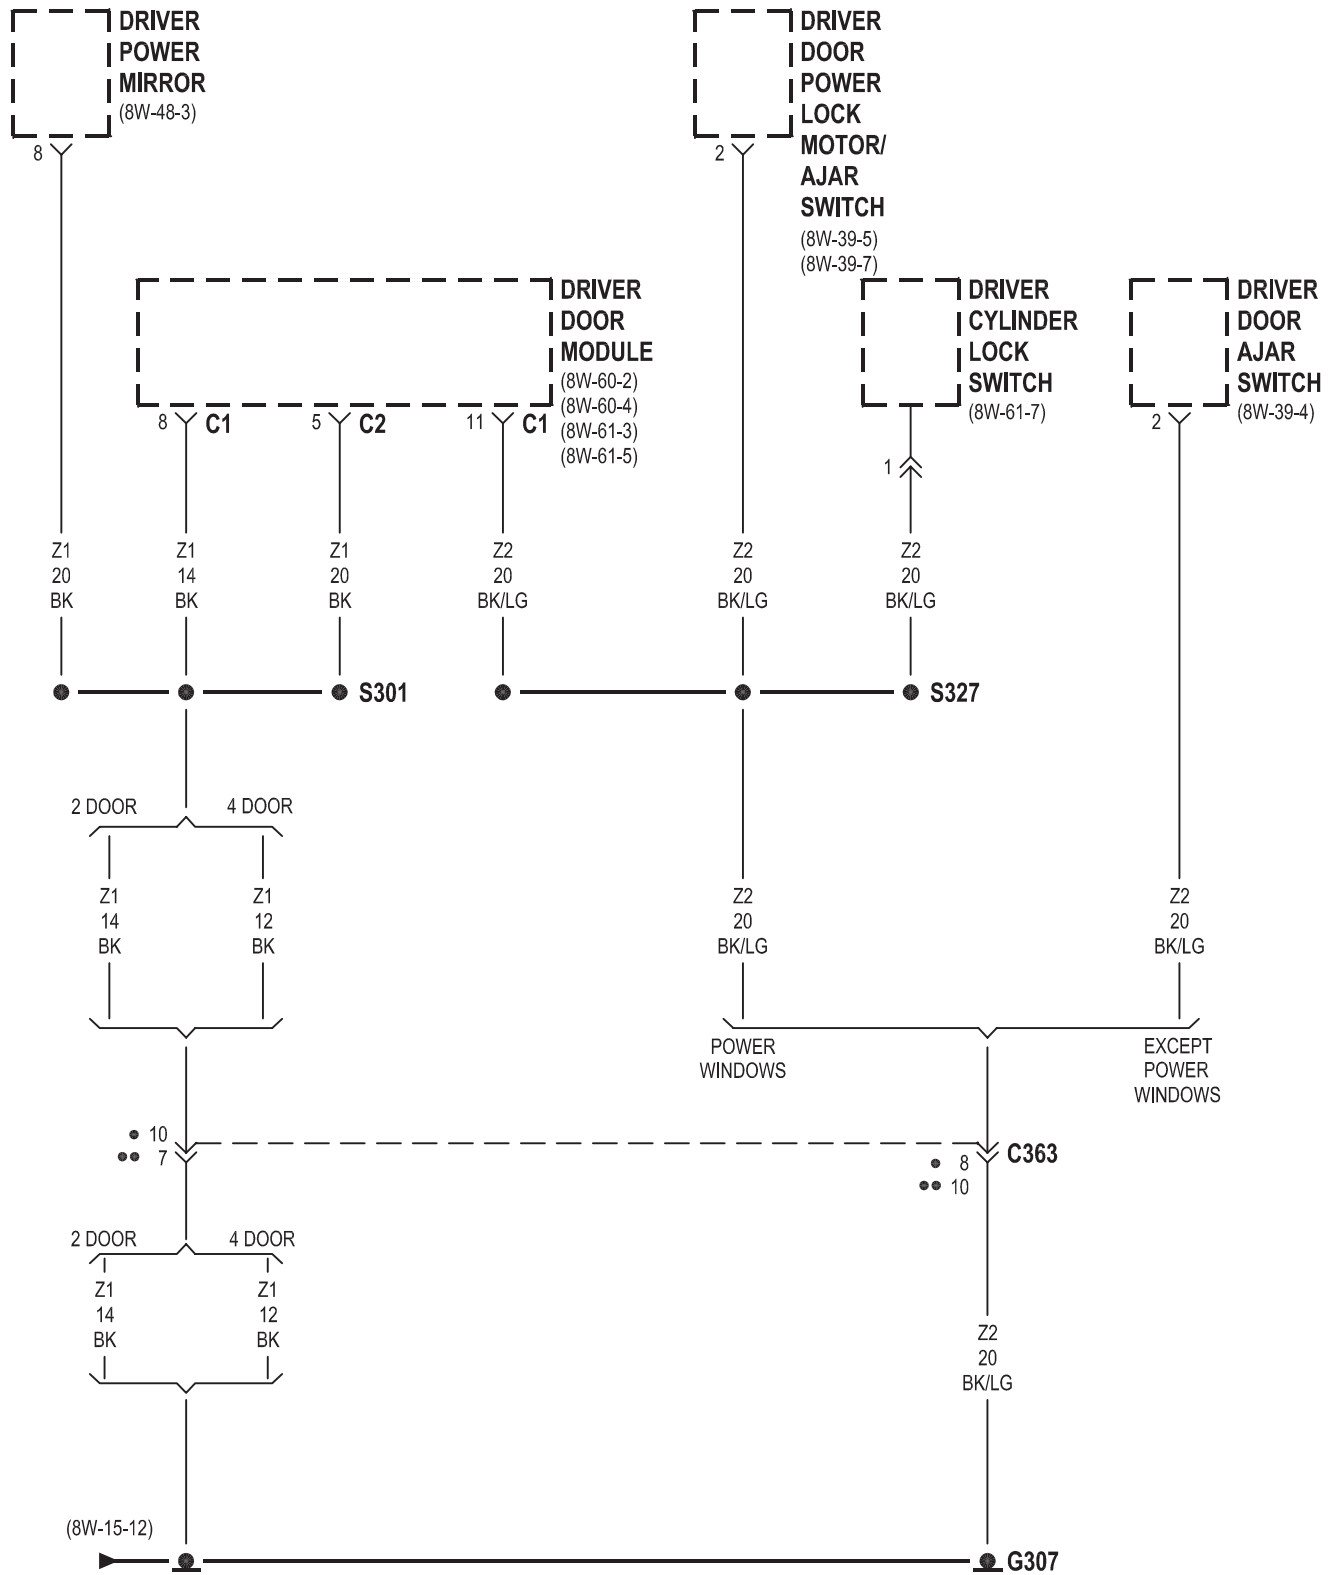 DRIVER
POWER
MIRROR
(8W-48-3)
8
DRIVER
DOOR
POWER
LOCK
MOTOR/
AJAR
SWITCH
(8W-39-5)
(8W-39-7)
2
DRIVER
DOOR
MODULE
(8W-60-2)
(8W-60-4)
(8W-61-3)
(8W-61-5)
8 C1
5 C2
11 C1
DRIVER
CYLINDER
LOCK
SWITCH
(8W-61-7)
1
DRIVER
DOOR
AJAR
SWITCH
(8W-39-4)
2
Z1
20
BK
Z1
14
BK
Z1
20
BK
Z2
20
BK/LG
Z2
20
BK/LG
Z2
20
BK/LG
S301
S327
2 DOOR
4 DOOR
Z1
14
BK
Z1
12
BK
Z2
20
BK/LG
Z2
20
BK/LG
POWER
WINDOWS
EXCEPT
POWER
WINDOWS
• 10
•• 7
• 8
•• 10
C363
2 DOOR
4 DOOR
Z1
14
BK
Z1
12
BK
Z2
20
BK/LG
(8W-15-12)
G307